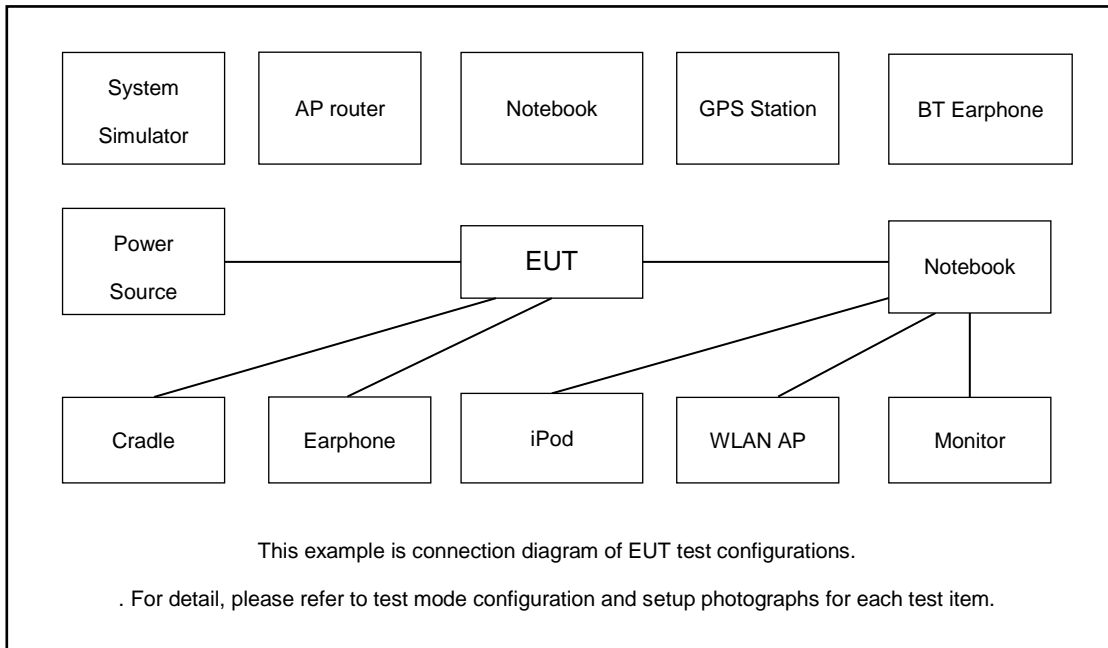 System
Simulator
AP router
Notebook
GPS Station
BT Earphone
Power
Source
EUT
Notebook
Cradle
Earphone
iPod
WLAN AP
Monitor
This example is connection diagram of EUT test configurations.
. For detail, please refer to test mode configuration and setup photographs for each test item.